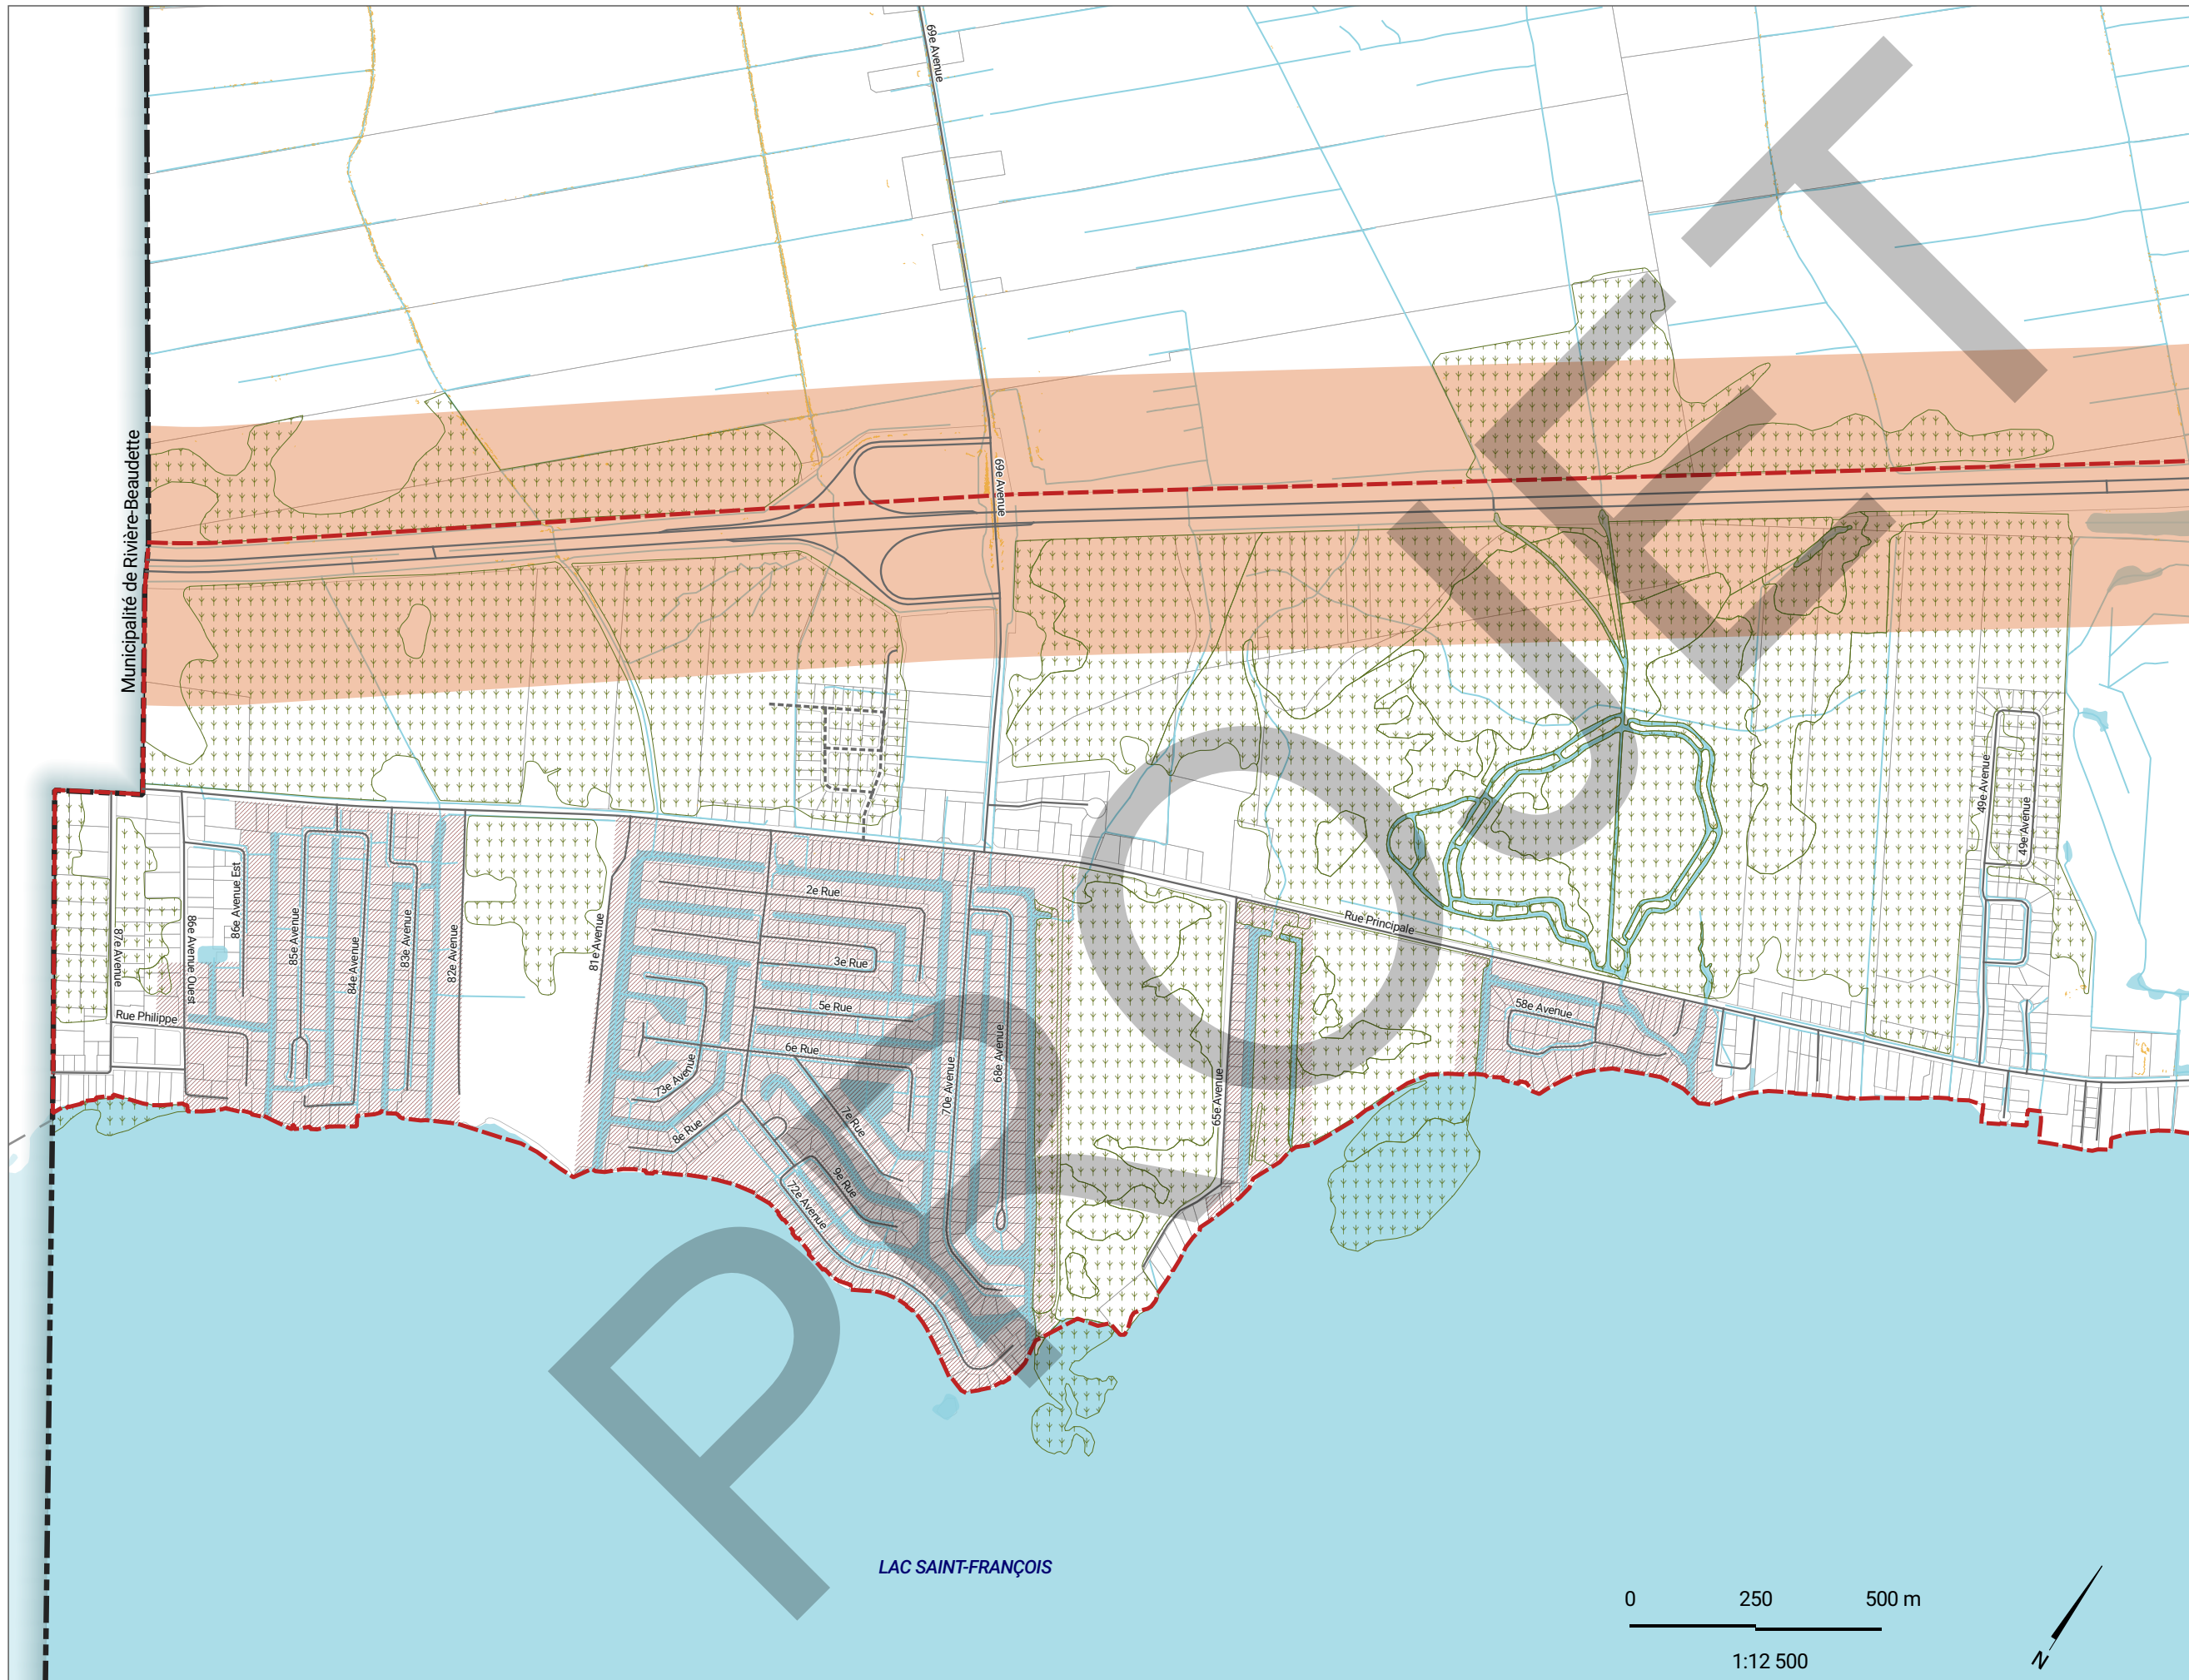 69e Avenue
Municipalité de Rivière-Beaudette
69e Avenue
49e Avenue
49e Avenue
2e Rue
86e Avenue Est
85e Avenue
84e Avenue
83e Avenue
82e Avenue
81e Avenue
87e Avenue
86e Avenue Ouest
Rue Principale
3e Rue
5e Rue
58e Avenue
Rue Philippe
6e Rue
68e Avenue
73e Avenue
70e Avenue
65e Avenue
7e Rue
8e Rue
9e Rue
72e Avenue
PROJET
LAC SAINT-FRANÇOIS
0 250 500 m
1:12 500
N